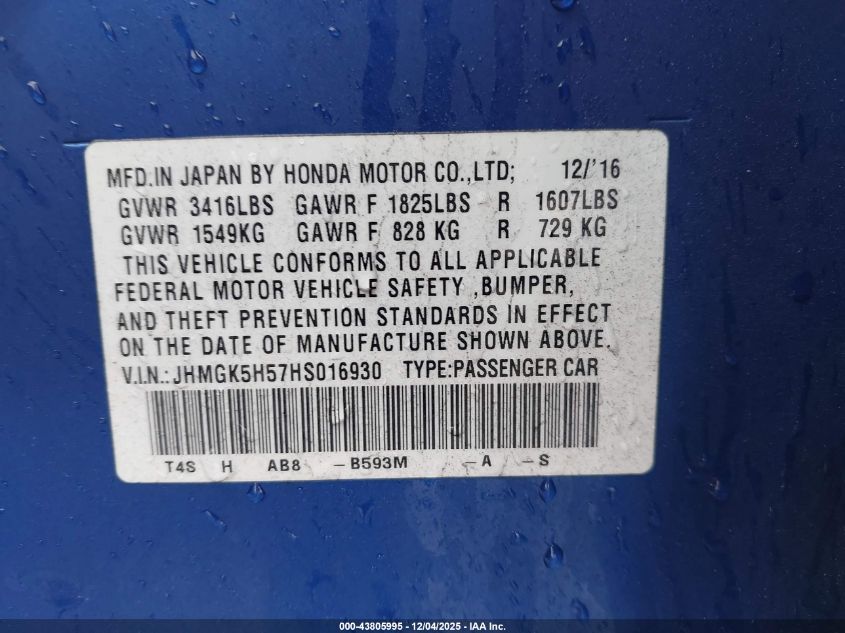 MFD.IN JAPAN BY HONDA MOTOR CO.,LTD; 12/'16
GVWR 3416LBS GAWR F 1825LBS R 1607LBS
GVWR 1549KG GAWR F 828 KG R 729 KG
THIS VEHICLE CONFORMS TO ALL APPLICABLE
FEDERAL MOTOR VEHICLE SAFETY ,BUMPER,
AND THEFT PREVENTION STANDARDS IN EFFECT
ON THE DATE OF MANUFACTURE SHOWN ABOVE.
V.I.N.: JHMGK5H57HS016930 TYPE:PASSENGER CAR
T4S H AB8 -B593M -A -S
000-43805995 - 12/04/2025 - IAA Inc.